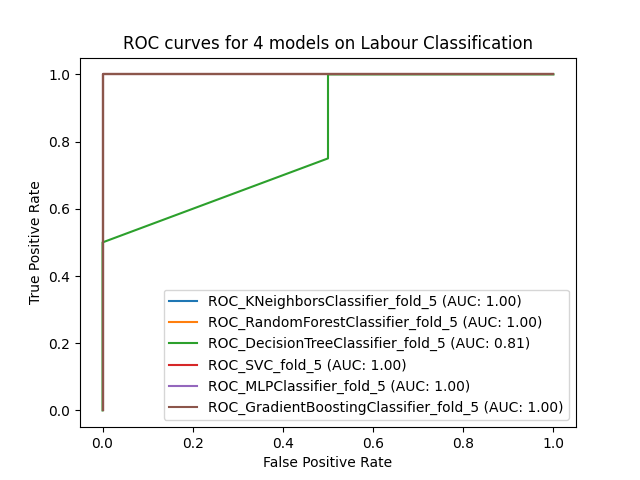 ROC curves for 4 models on Labour Classification
True Positive Rate
1.0
0.8
0.6
0.4
0.2
0.0
ROC_KNeighborsClassifier_fold_5 (AUC: 1.00)
ROC_RandomForestClassifier_fold_5 (AUC: 1.00)
ROC_DecisionTreeClassifier_fold_5 (AUC: 0.81)
ROC_SVC_fold_5 (AUC: 1.00)
ROC_MLPClassifier_fold_5 (AUC: 1.00)
ROC_GradientBoostingClassifier_fold_5 (AUC: 1.00)
0.0 0.2 0.4 0.6 0.8 1.0
False Positive Rate